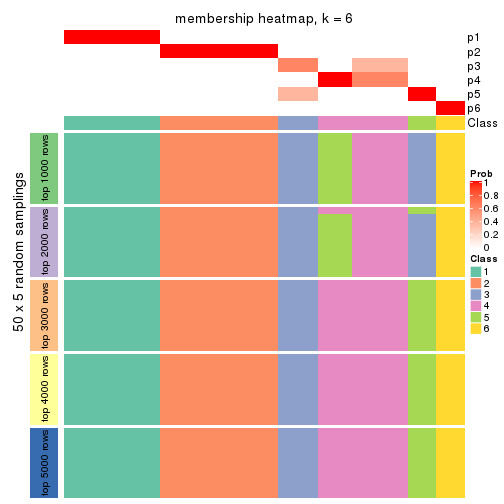 membership heatmap, k = 6
p1
p2
p3
p4
p5
p6
Class
50 x 5 random samplings
top 1000 rows
top 2000 rows
top 3000 rows
top 4000 rows
top 5000 rows
Prob
1
0.8
0.6
0.4
0.2
0
Class
1
2
3
4
5
6